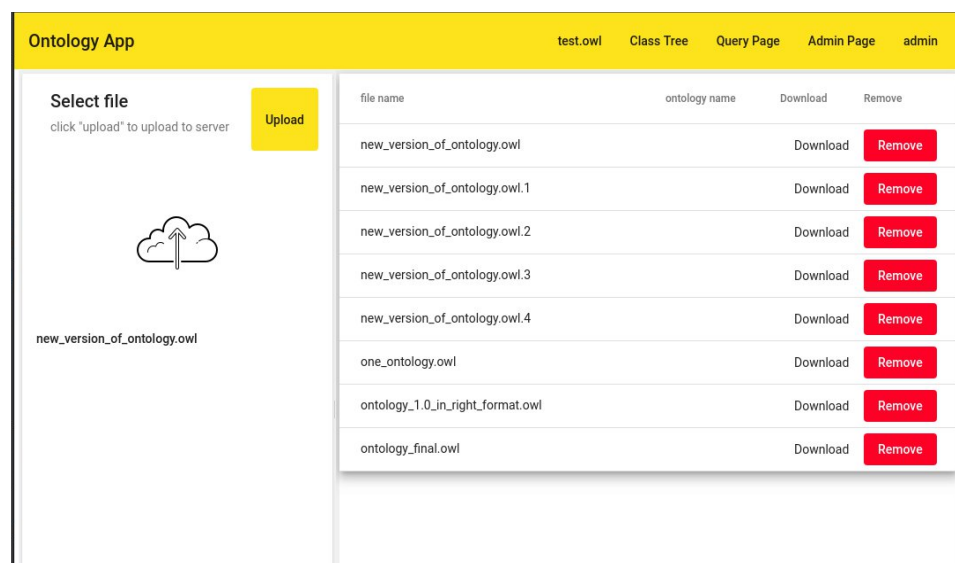 Ontology App test.owl Class Tree Query Page Admin Page admin
Select file
click "upload" to upload to server
Upload
new_version_of_ontology.owl
file name ontology name Download Remove
new_version_of_ontology.owl Download Remove
new_version_of_ontology.owl.1 Download Remove
new_version_of_ontology.owl.2 Download Remove
new_version_of_ontology.owl.3 Download Remove
new_version_of_ontology.owl.4 Download Remove
one_ontology.owl Download Remove
ontology_1.0_in_right_format.owl Download Remove
ontology_final.owl Download Remove